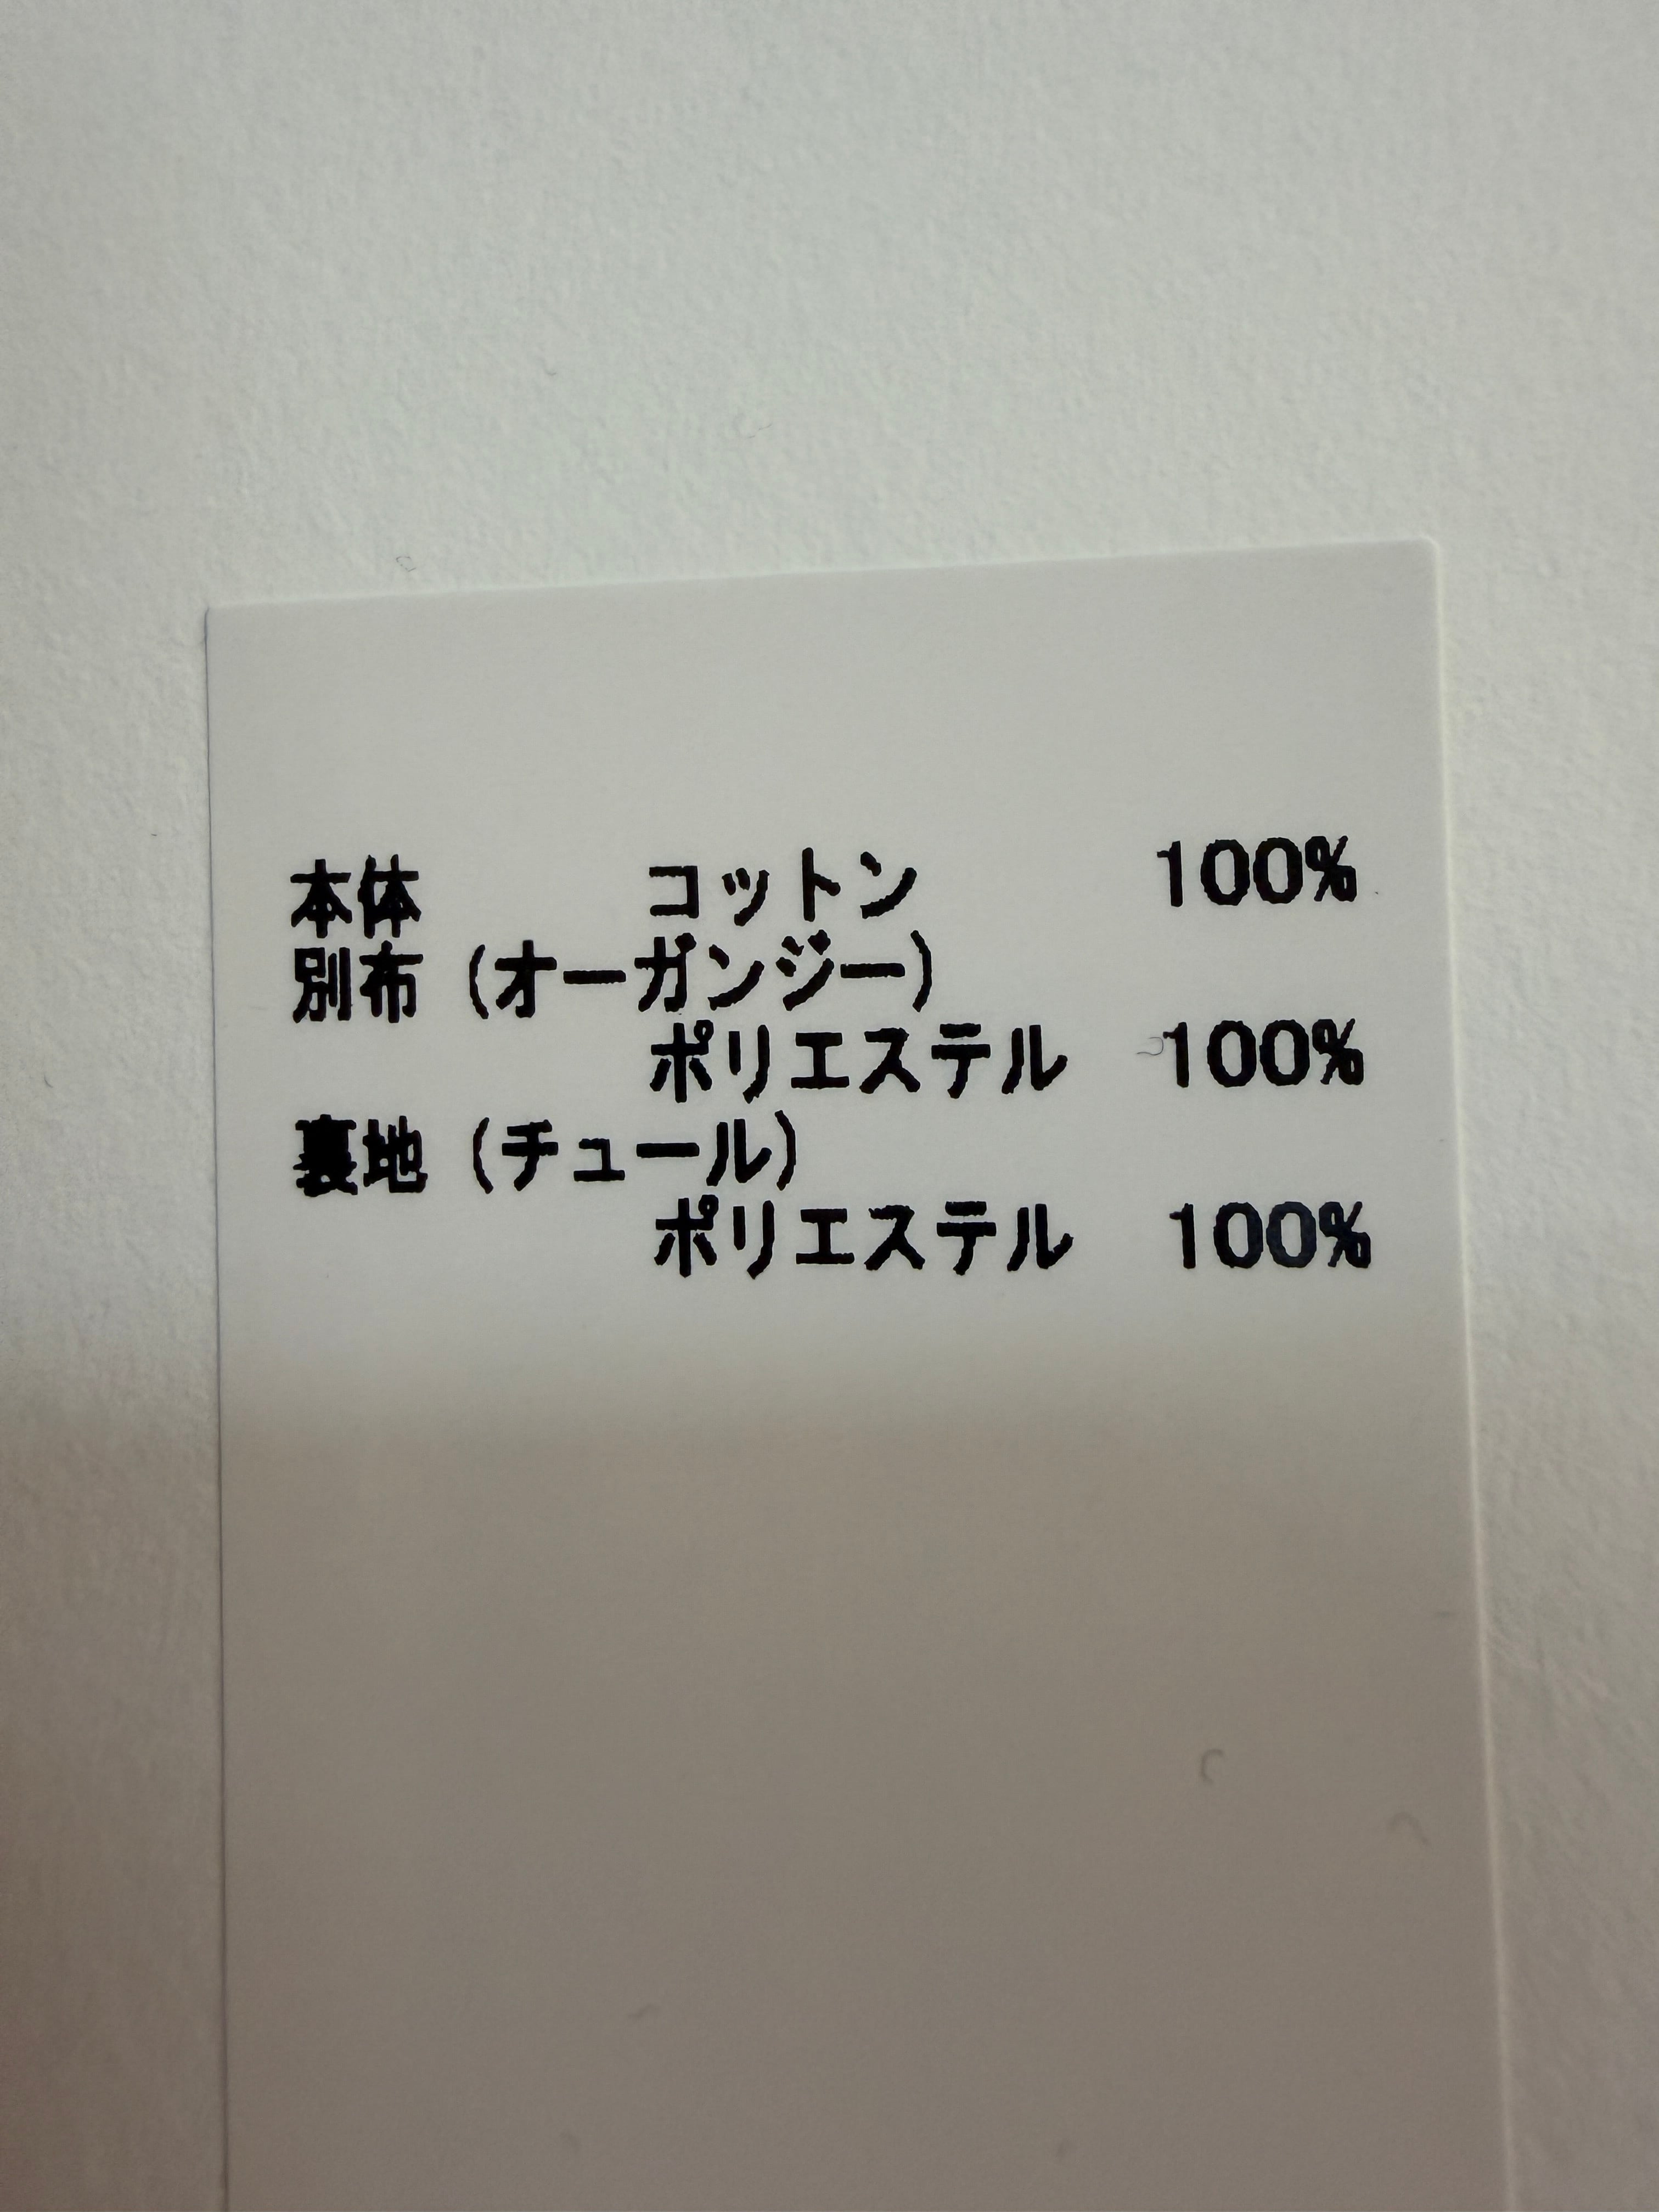 本体 コットン 100%
別布(オーガンジー)
ポリエステル 100%
裏地(チュール)
ポリエステル 100%